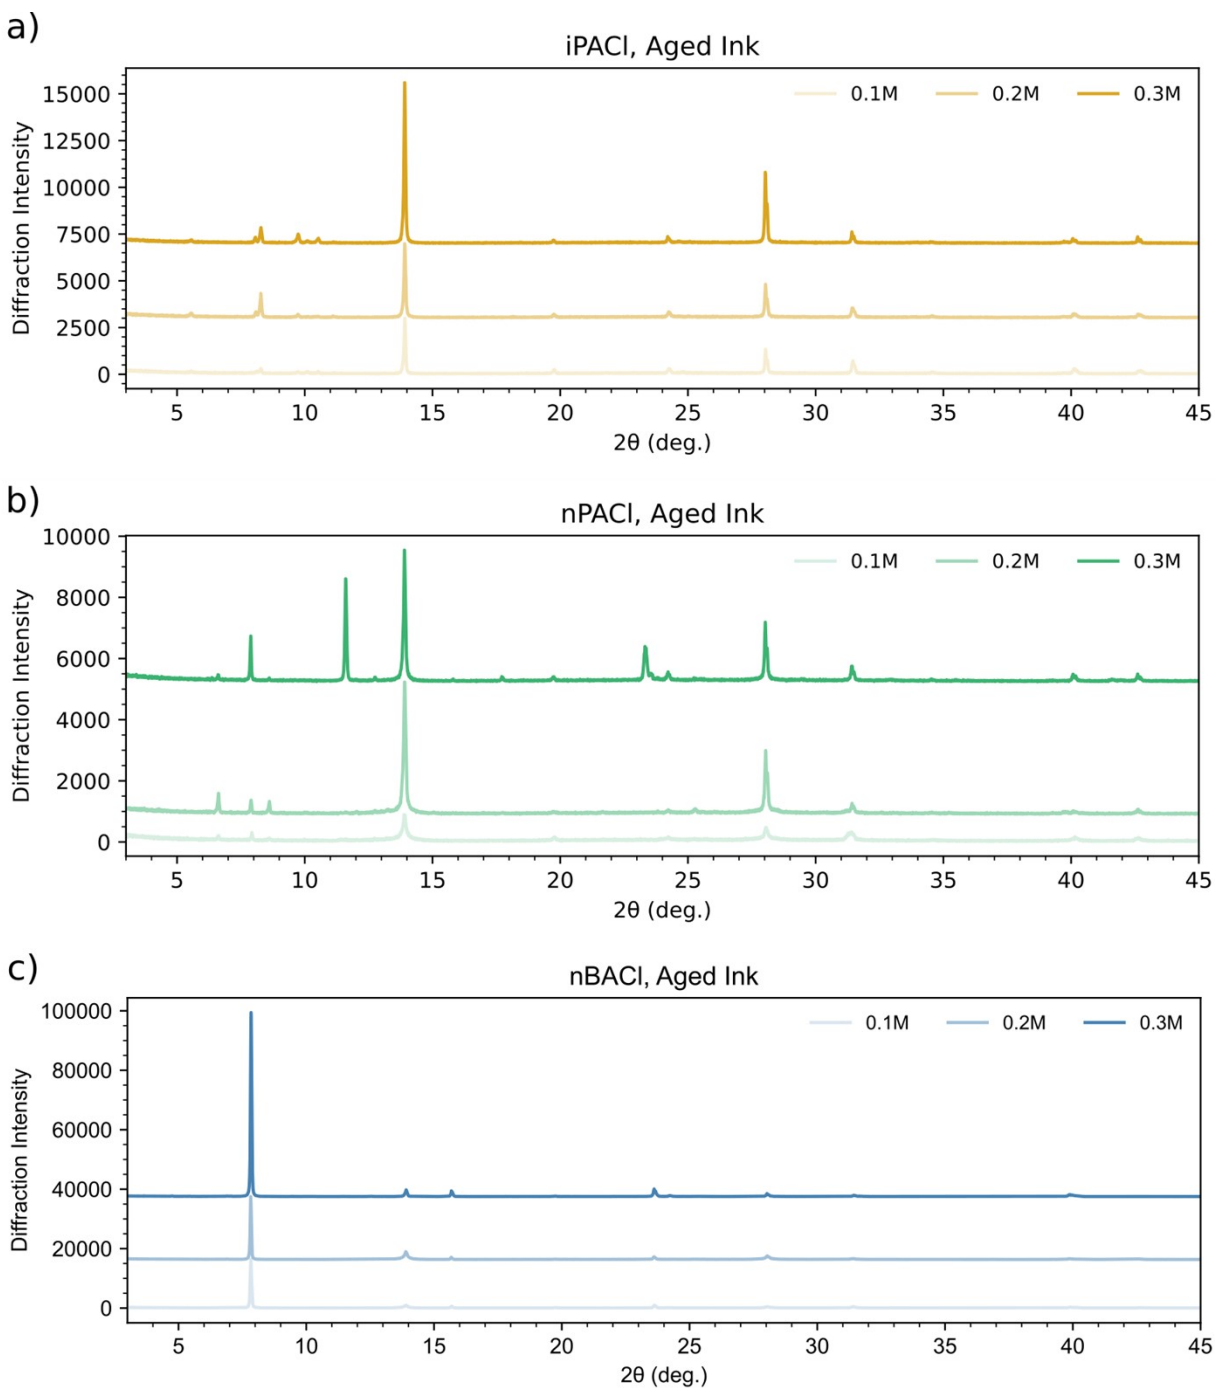 a)
iPACl, Aged Ink
0.1M 0.2M 0.3M
15000
12500
10000
7500
5000
2500
0
Diffraction Intensity
5 10 15 20 25 30 35 40 45
2θ (deg.)
b)
nPACl, Aged Ink
0.1M 0.2M 0.3M
10000
8000
6000
4000
2000
0
Diffraction Intensity
5 10 15 20 25 30 35 40 45
2θ (deg.)
c)
nBACl, Aged Ink
0.1M 0.2M 0.3M
100000
80000
60000
40000
20000
0
Diffraction Intensity
5 10 15 20 25 30 35 40 45
2θ (deg.)